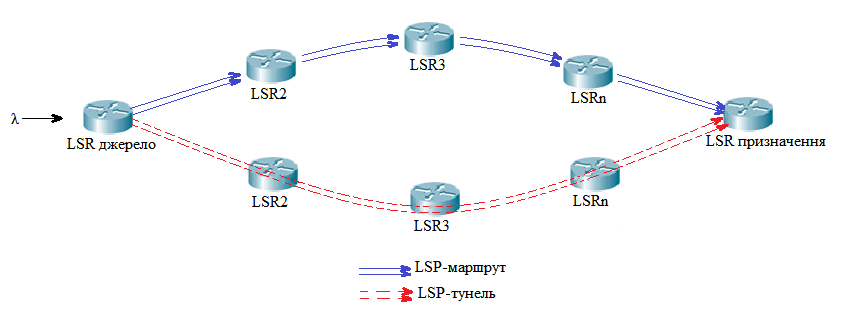 LSR3
LSR2
LSRn
λ
LSR джерело
LSR призначення
LSR2
LSR3
LSRn
LSP-маршрут
LSP-тунель